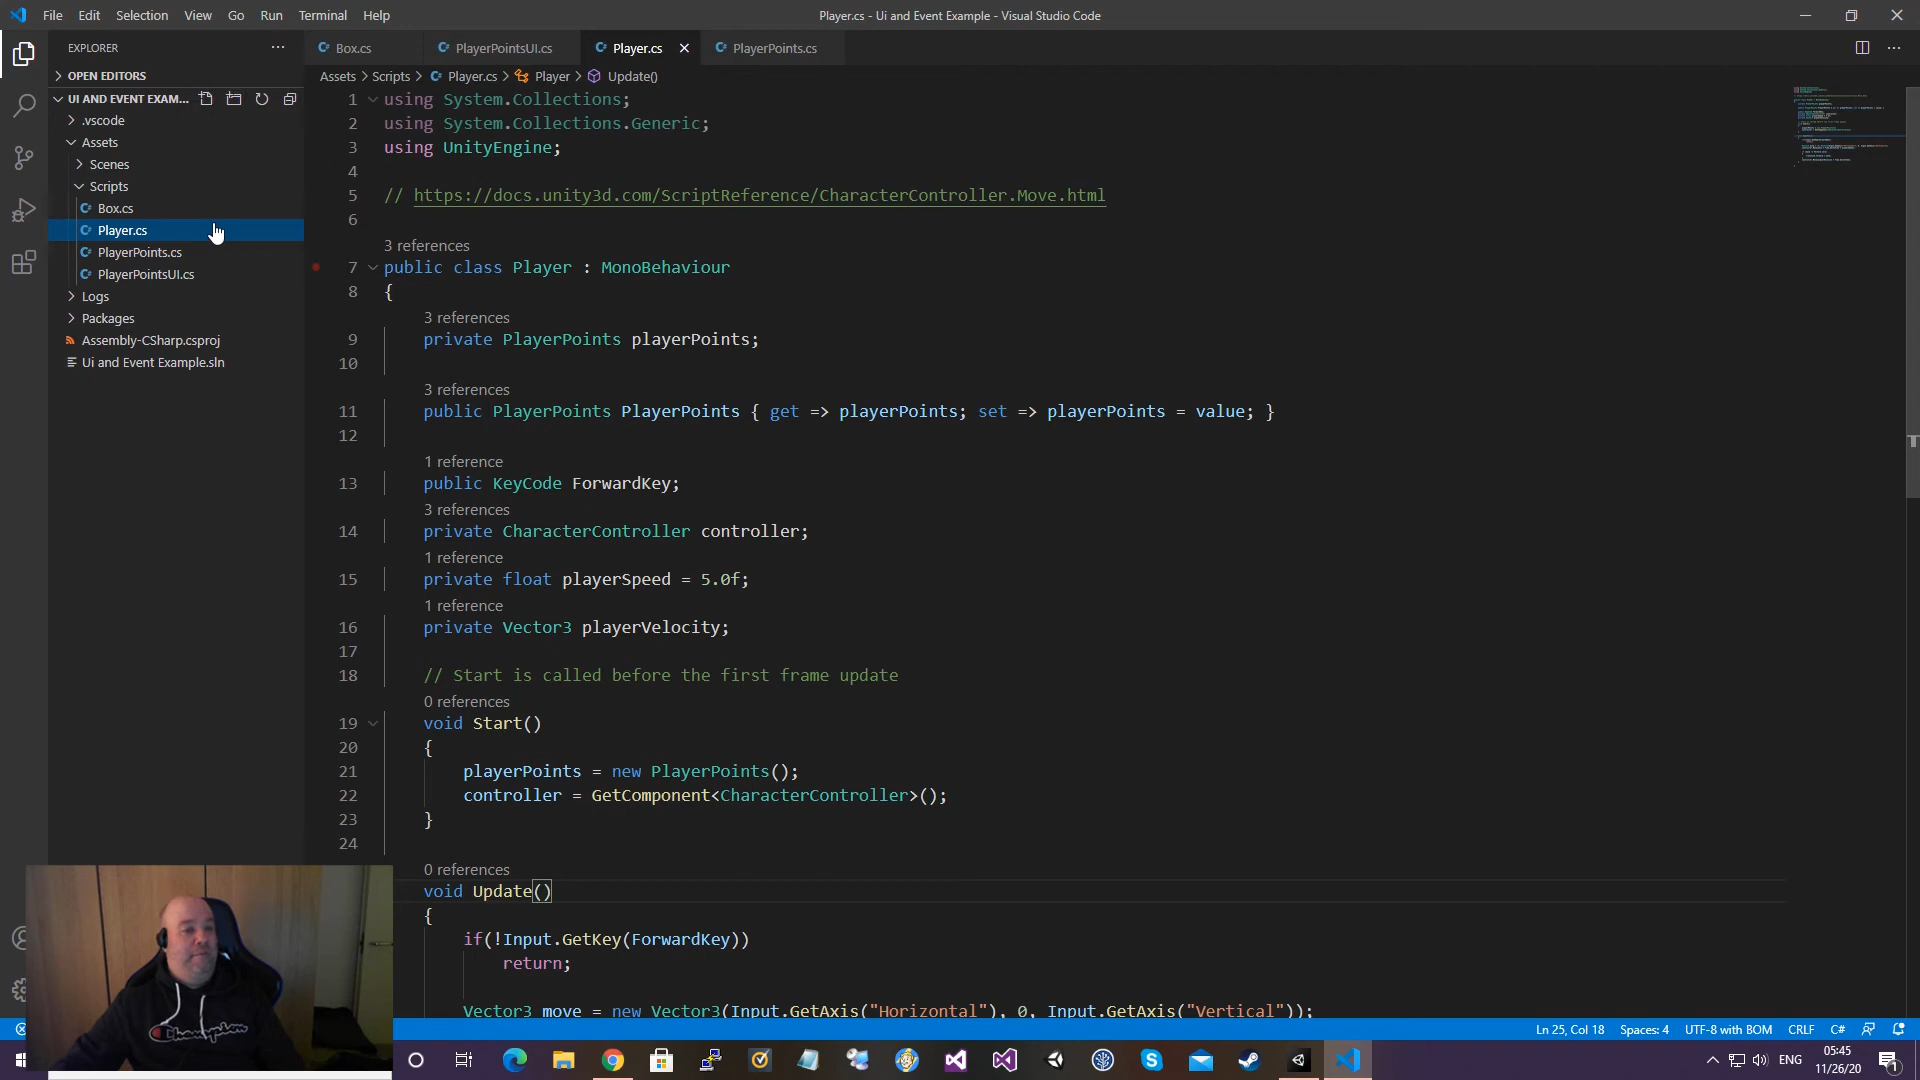 File Edit Selection View Go Run Terminal Help
Player.cs - Ui and Event Example - Visual Studio Code
EXPLORER
OPEN EDITORS
UI AND EVENT EXAM...
.vscode
Assets
Scenes
Scripts
Box.cs
Player.cs
PlayerPoints.cs
PlayerPointsUI.cs
Logs
Packages
Assembly-CSharp.csproj
Ui and Event Example.sln
Box.cs PlayerPointsUI.cs Player.cs PlayerPoints.cs
Assets > Scripts > Player.cs > Player > Update()
1 using System.Collections;
2 using System.Collections.Generic;
3 using UnityEngine;
4
5 // https://docs.unity3d.com/ScriptReference/CharacterController.Move.html
6
3 references
7 public class Player : MonoBehaviour
8 {
3 references
9 private PlayerPoints playerPoints;
10
3 references
11 public PlayerPoints PlayerPoints { get => playerPoints; set => playerPoints = value; }
12
1 reference
13 public KeyCode ForwardKey;
3 references
14 private CharacterController controller;
1 reference
15 private float playerSpeed = 5.0f;
1 reference
16 private Vector3 playerVelocity;
17
18 // Start is called before the first frame update
0 references
19 void Start()
20 {
21 playerPoints = new PlayerPoints();
22 controller = GetComponent<CharacterController>();
23 }
24
0 references
void Update()
{
if(!Input.GetKey(ForwardKey))
return;
Vector3 move = new Vector3(Input.GetAxis("Horizontal"), 0, Input.GetAxis("Vertical"));
Champion
Ln 25, Col 18 Spaces: 4 UTF-8 with BOM CRLF C#
ENG
05:45
11/26/20
1